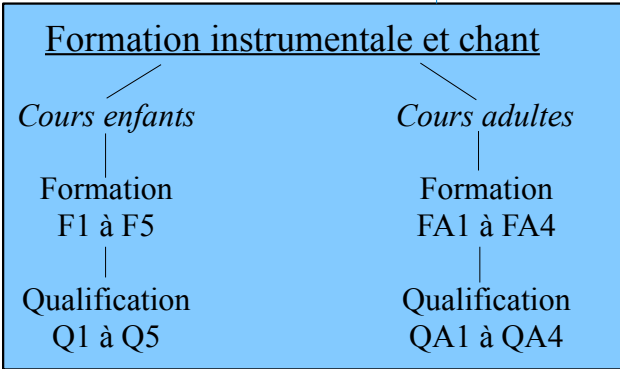 Formation instrumentale et chant
Cours enfants
Cours adultes
Formation
F1 à F5
Formation
FA1 à FA4
Qualification
Q1 à Q5
Qualification
QA1 à QA4